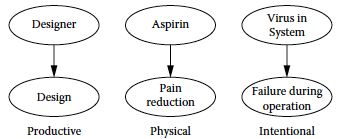 Designer
Aspirin
Virus in
System
Design
Pain
reduction
Failure during
operation
Productive
Physical
Intentional